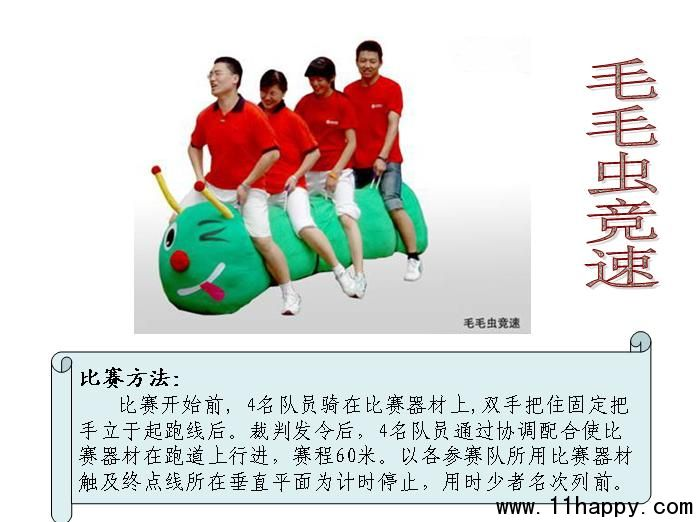 毛毛虫竞速
毛毛虫竞速
比赛方法:
比赛开始前, 4名队员骑在比赛器材上,双手把住固定把
手立于起跑线后。裁判发令后, 4名队员通过协调配合使比
赛器材在跑道上行进, 赛程60米。以各参赛队所用比赛器材
触及终点线所在垂直平面为计时停止, 用时少者名次列前。
www.11happy.com